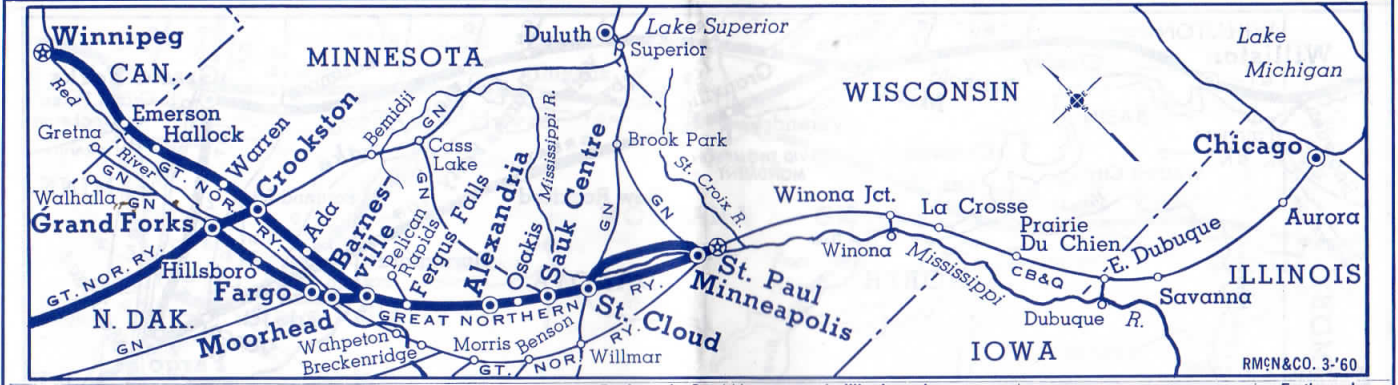 Winnipeg
CAN.
Red
River
Emerson
Hallock
Gretna
GN
Walhalla
GN
GT. NOR. RY.
Warren
Crookston
Grand Forks
GT. NOR. RY.
Hillsboro
Fargo
N. DAK.
GN
Moorhead
Ada
Barnes-
ville
MINNESOTA
Bemidji
GN
Cass
Lake
GN
Pelican
Rapids
Fergus Falls
Alexandria
Osakis
Mississippi R.
Sauk Centre
GREAT NORTHERN RY.
Wahpeton
Breckenridge
Morris
Benson
GT. NOR. RY.
Willmar
St. Cloud
Duluth
Lake Superior
Superior
Brook Park
GN
GN
St. Croix R.
St. Paul
Minneapolis
WISCONSIN
Winona Jct.
Winona
La Crosse
Prairie
Du Chien
CB&Q
Mississippi
R.
E. Dubuque
Dubuque
Savanna
IOWA
Lake
Michigan
Chicago
Aurora
ILLINOIS
RMCN&CO. 3-'60